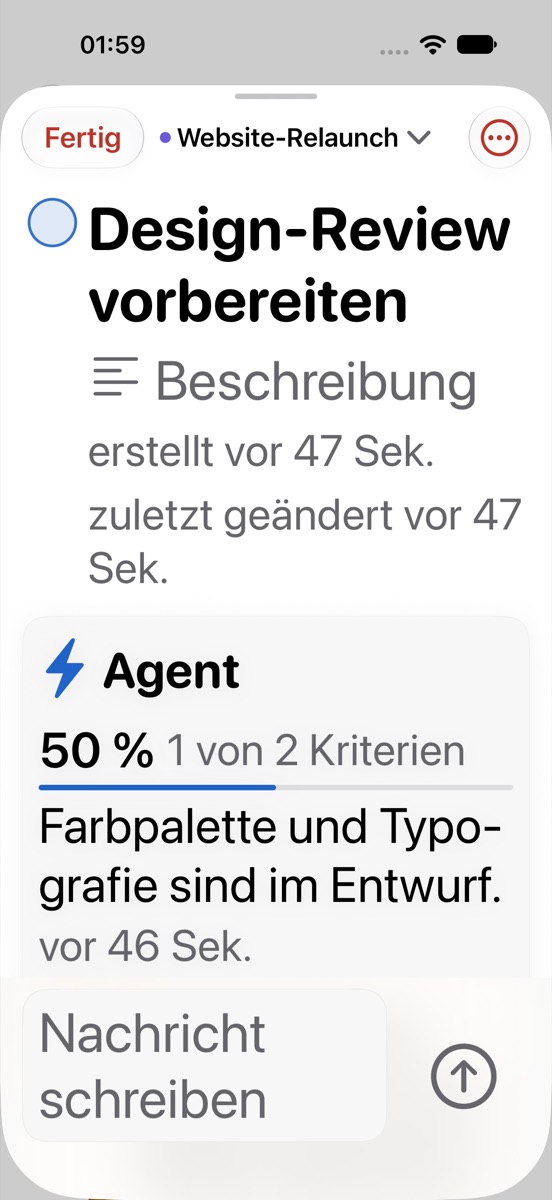 01:59
Fertig
Website-Relaunch
Design-Review
vorbereiten
Beschreibung
erstellt vor 47 Sek.
zuletzt geändert vor 47
Sek.
Agent
50 % 1 von 2 Kriterien
Farbpalette und Typo-
grafie sind im Entwurf.
vor 46 Sek.
Nachricht
schreiben